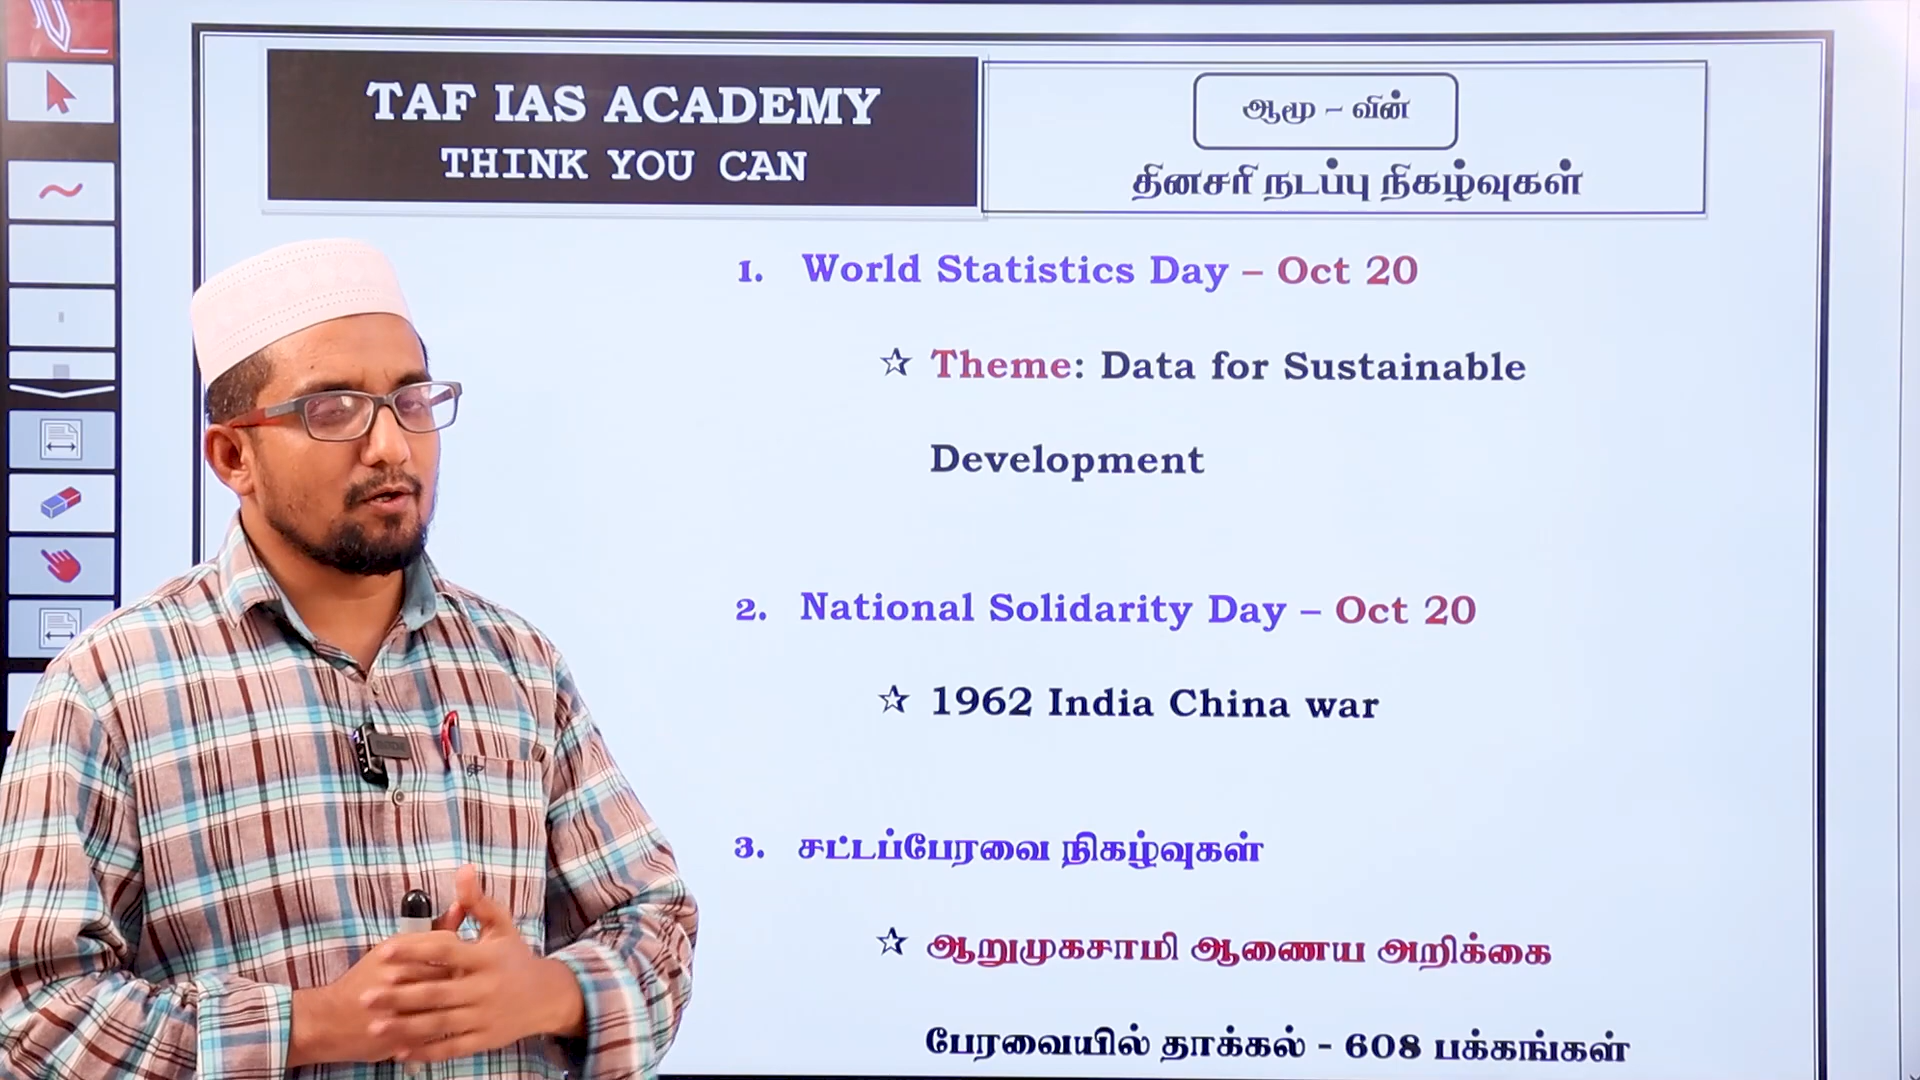 TAF IAS ACADEMY
THINK YOU CAN
ஆமூ – வின்
தினசரி நடப்பு நிகழ்வுகள்
1. World Statistics Day – Oct 20
☆ Theme: Data for Sustainable
Development
2. National Solidarity Day – Oct 20
☆ 1962 India China war
3. சட்டப்பேரவை நிகழ்வுகள்
☆ ஆறுமுகசாமி ஆணைய அறிக்கை
பேரவையில் தாக்கல் - 608 பக்கங்கள்